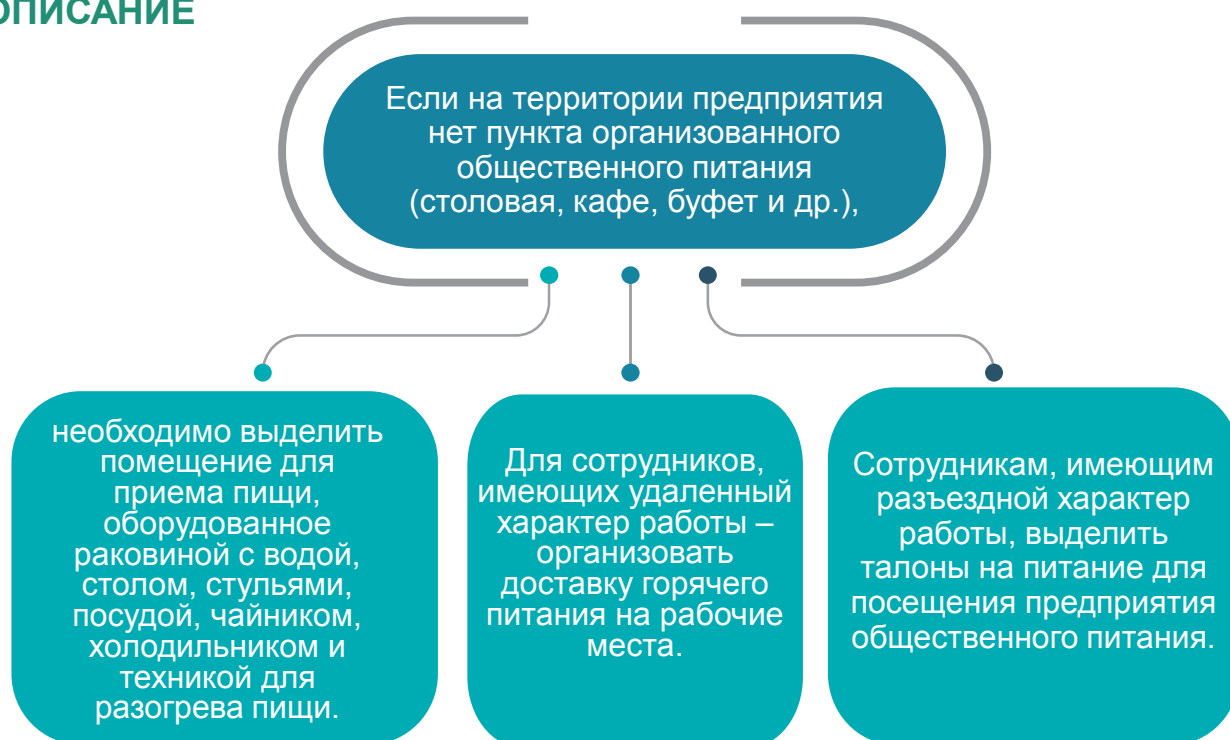 ОПИСАНИЕ
Если на территории предприятия
нет пункта организованного
общественного питания
(столовая, кафе, буфет и др.),
необходимо выделить
помещение для
приема пищи,
оборудованное
раковиной с водой,
столом, стульями,
посудой, чайником,
холодильником и
техникой для
разогрева пищи.
Для сотрудников,
имеющих удаленный
характер работы –
организовать
доставку горячего
питания на рабочие
места.
Сотрудникам, имеющим
разъездной характер
работы, выделить
талоны на питание для
посещения предприятия
общественного питания.